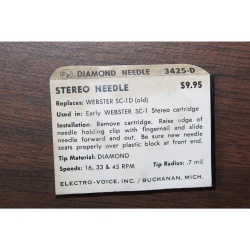 EV DIAMOND NEEDLE 3425-D
STEREO NEEDLE $9.95
Replaces: WEBSTER SC-1D (old)
Used in: Early WEBSTER SC-1 Stereo cartridge
Installation: Remove cartridge. Raise edge of
needle holding clip with fingernail and slide
needle forward and out. Be sure new needle
seats properly over plastic block at front end.
Tip Material: DIAMOND
Speeds: 16, 33 & 45 RPM Tip Radius: .7 mil
ELECTRO-VOICE, INC. / BUCHANAN, MICH.